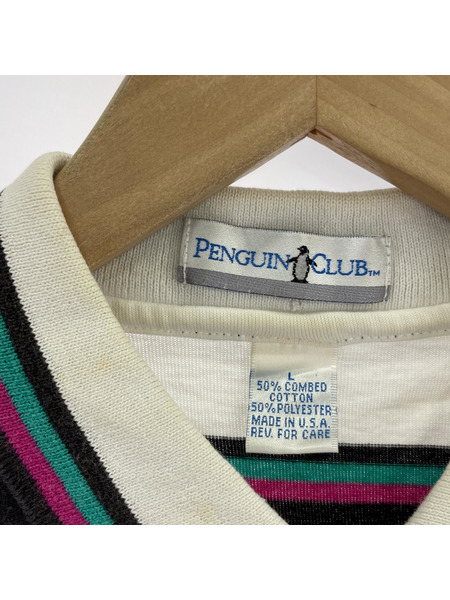 PENGUIN CLUB™
L
50% COMBED
COTTON
50% POLYESTER
MADE IN U.S.A.
REV. FOR CARE